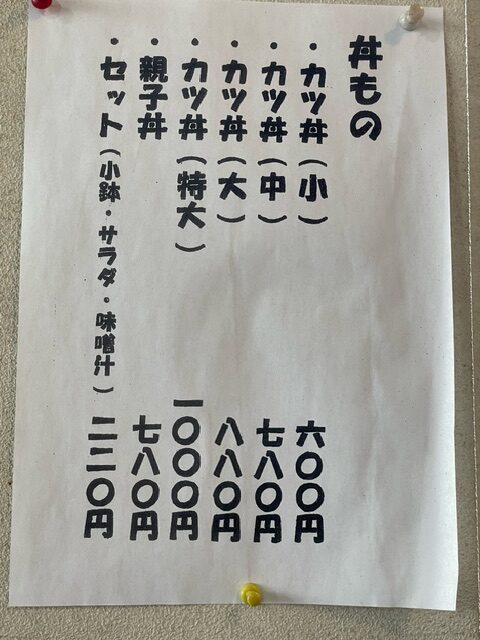 丼もの
・カツ丼（小） 六〇〇円
・カツ丼（中） 七八〇円
・カツ丼（大） 八八〇円
・カツ丼（特大） 一〇〇〇円
・親子丼 七八〇円
・セット（小鉢・サラダ・味噌汁） 二二〇円